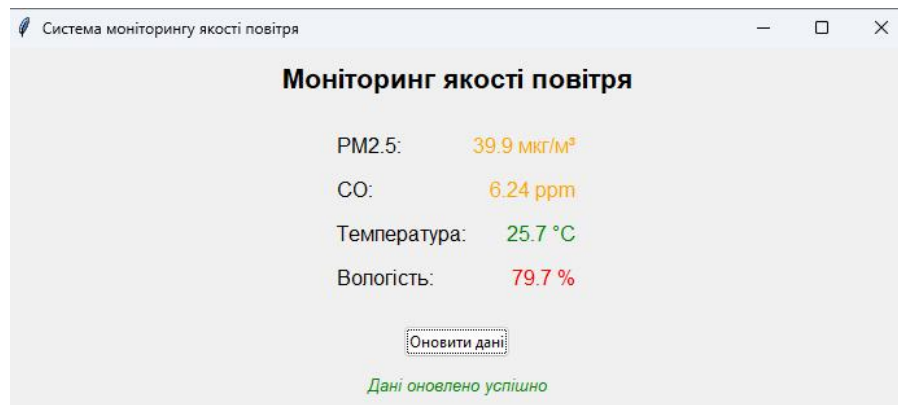 Система моніторингу якості повітря
Моніторинг якості повітря
PM2.5: 39.9 мкг/м³
CO: 6.24 ppm
Температура: 25.7 °C
Вологість: 79.7 %
Оновити дані
Дані оновлено успішно